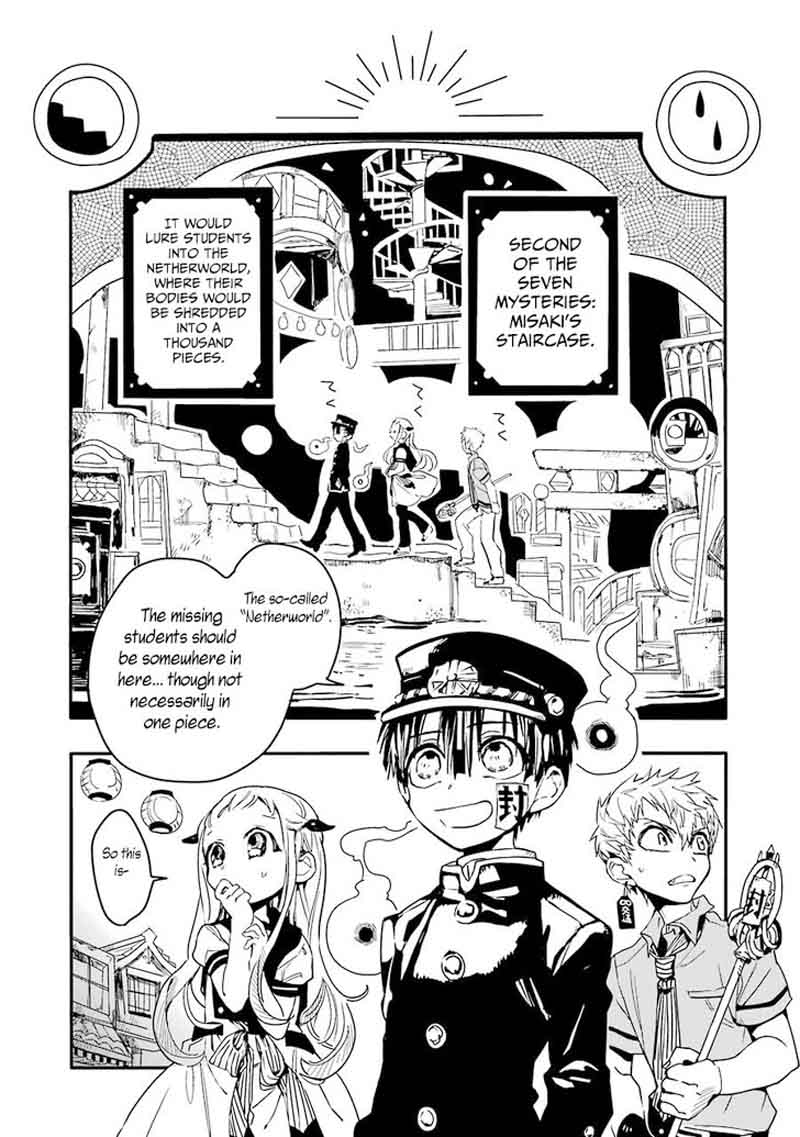 SECOND
OF THE
SEVEN
MYSTERIES:
MISAKI'S
STAIRCASE.
IT WOULD
LURE STUDENTS
INTO THE
NETHERWORLD,
WHERE THEIR
BODIES WOULD
BE SHREDDED
INTO A
THOUSAND
PIECES.
The so-called
"Netherworld".
The missing
students should
be somewhere in
here... though not
necessarily in
one piece.
So this
is-
封